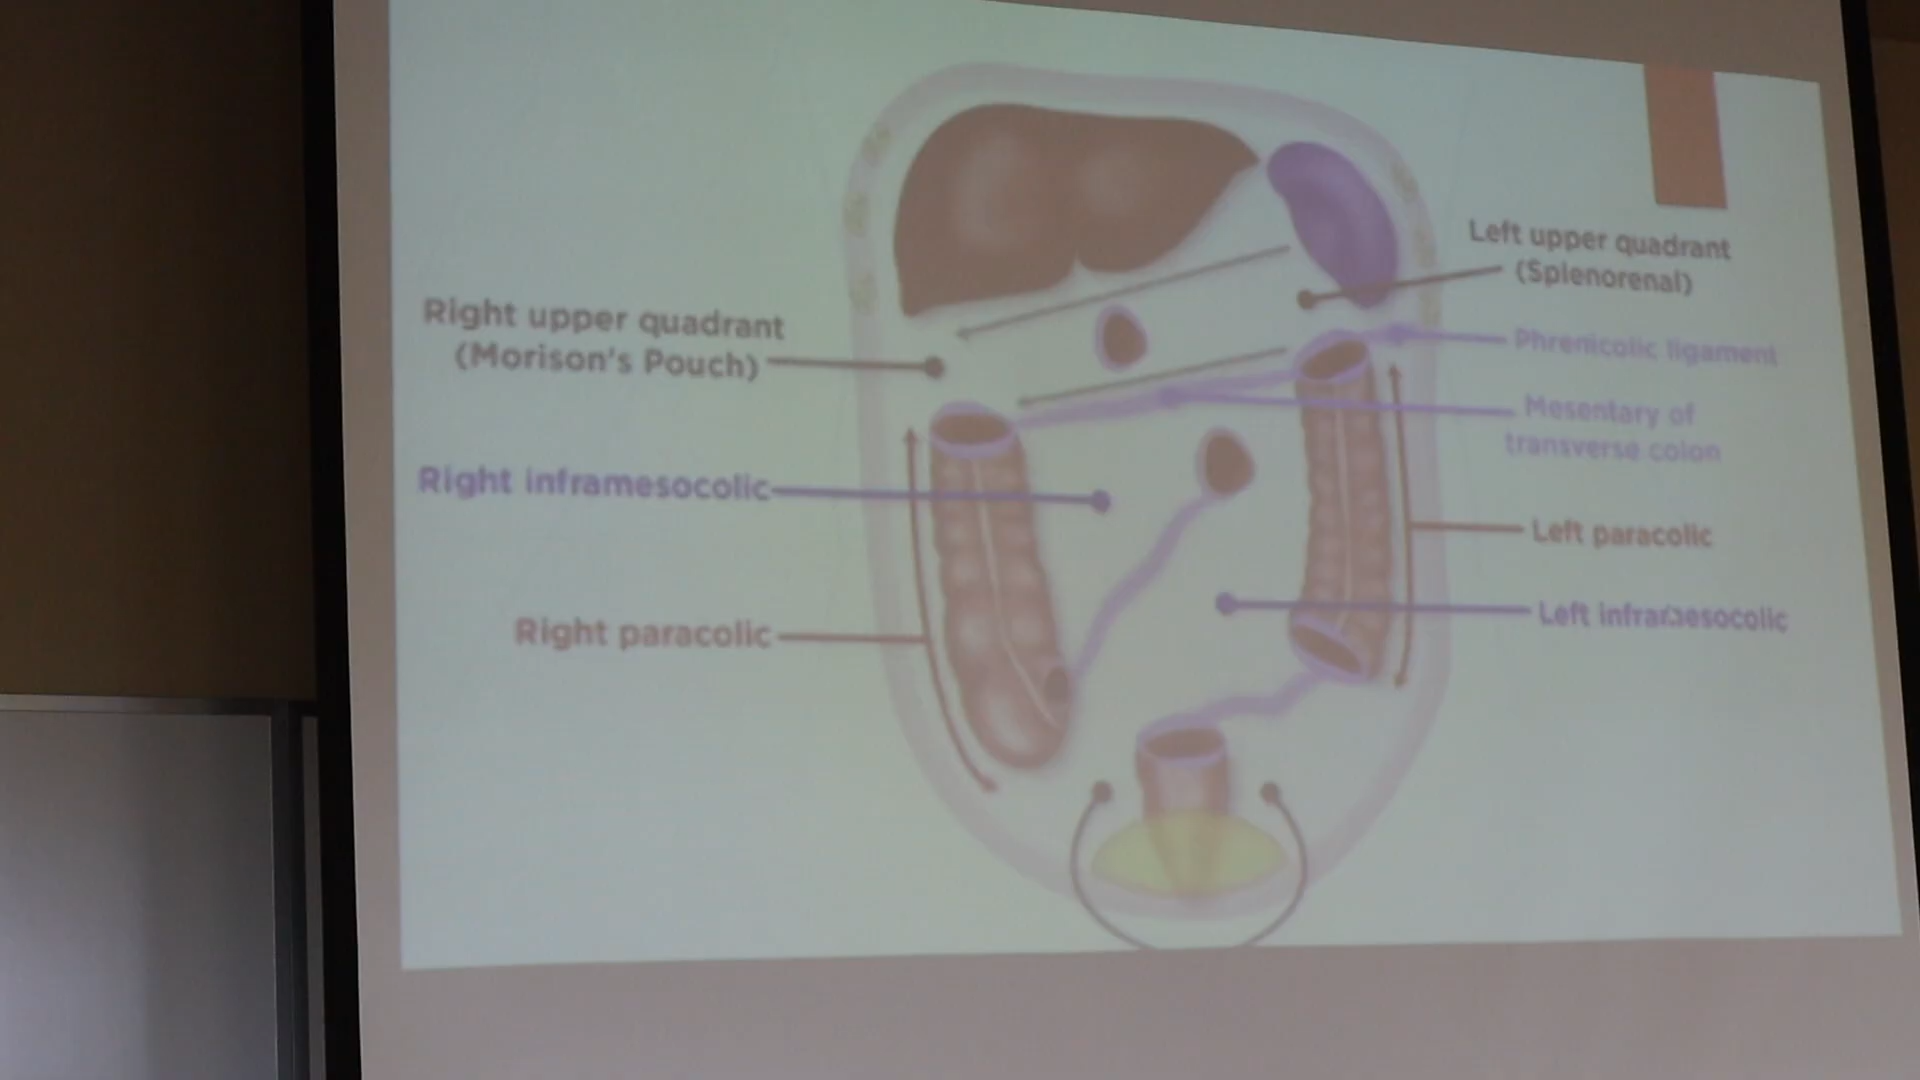 Right upper quadrant
(Morison's Pouch)
Right inframesocolic
Right paracolic
Left upper quadrant
(Splenorenal)
Phrenicolic ligament
Mesentary of
transverse colon
Left paracolic
Left inframesocolic